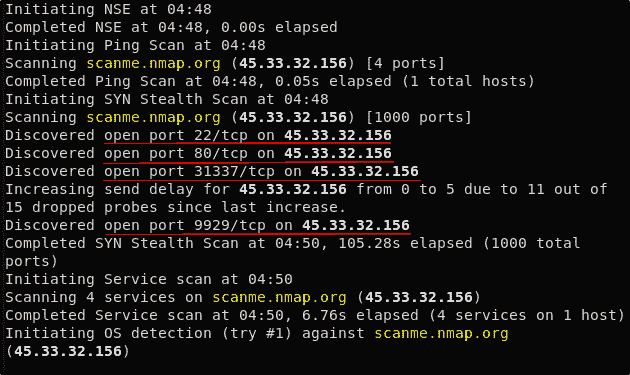 Initiating NSE at 04:48
Completed NSE at 04:48, 0.00s elapsed
Initiating Ping Scan at 04:48
Scanning scanme.nmap.org (45.33.32.156) [4 ports]
Completed Ping Scan at 04:48, 0.05s elapsed (1 total hosts)
Initiating SYN Stealth Scan at 04:48
Scanning scanme.nmap.org (45.33.32.156) [1000 ports]
Discovered open port 22/tcp on 45.33.32.156
Discovered open port 80/tcp on 45.33.32.156
Discovered open port 31337/tcp on 45.33.32.156
Increasing send delay for 45.33.32.156 from 0 to 5 due to 11 out of
15 dropped probes since last increase.
Discovered open port 9929/tcp on 45.33.32.156
Completed SYN Stealth Scan at 04:50, 105.28s elapsed (1000 total
ports)
Initiating Service scan at 04:50
Scanning 4 services on scanme.nmap.org (45.33.32.156)
Completed Service scan at 04:50, 6.76s elapsed (4 services on 1 host)
Initiating OS detection (try #1) against scanme.nmap.org
(45.33.32.156)